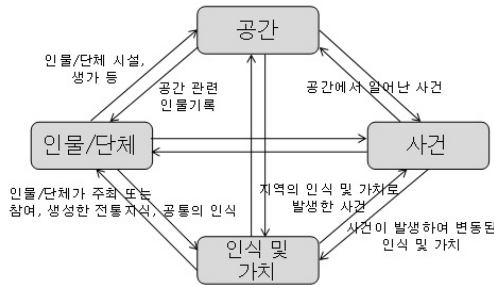 공간
인물/단체 시설,
생가 등
공간 관련
인물기록
공간에서 일어난 사건
인물/단체
사건
인물/단체가 주최 또는
참여, 생성한 전통지식, 공통의 인식
지역의 인식 및 가치로
발생한 사건
사건이 발생하여 변동된
인식 및 가치
인식 및
가치